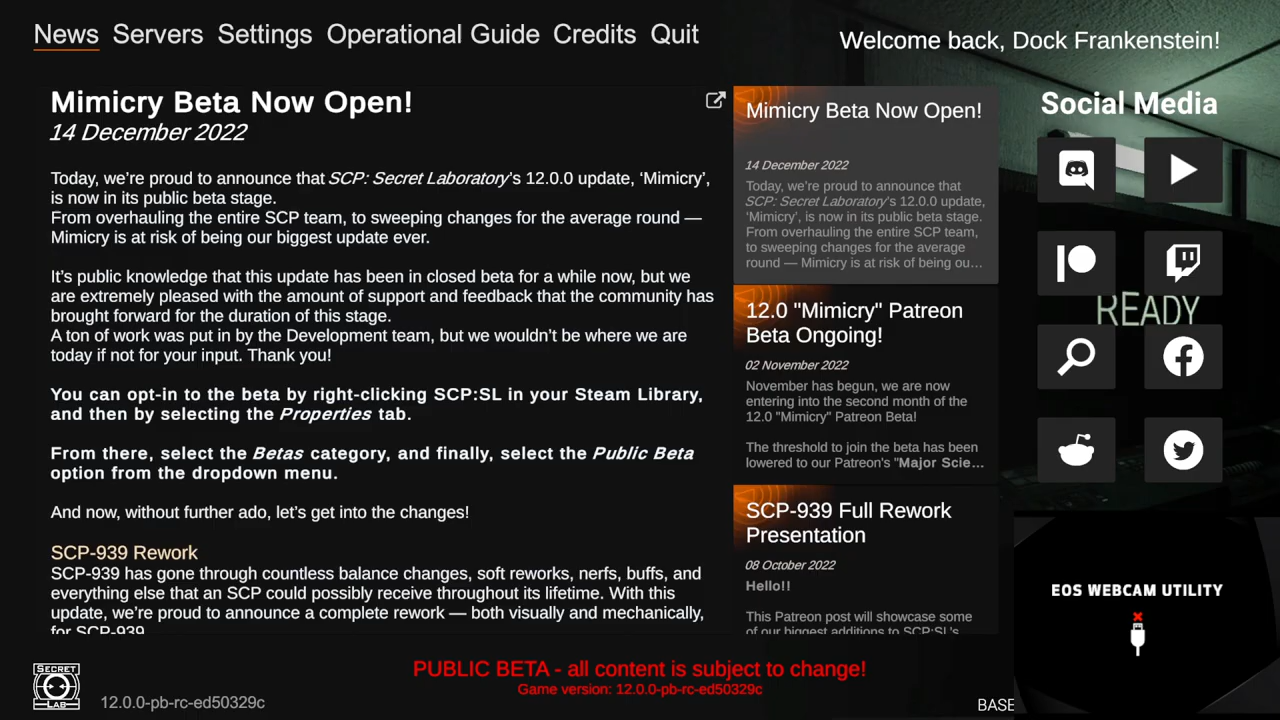 News Servers Settings Operational Guide Credits Quit
Welcome back, Dock Frankenstein!
Mimicry Beta Now Open!
14 December 2022
Today, we're proud to announce that SCP: Secret Laboratory's 12.0.0 update, ‘Mimicry’,
is now in its public beta stage.
From overhauling the entire SCP team, to sweeping changes for the average round —
Mimicry is at risk of being our biggest update ever.
It's public knowledge that this update has been in closed beta for a while now, but we
are extremely pleased with the amount of support and feedback that the community has
brought forward for the duration of this stage.
A ton of work was put in by the Development team, but we wouldn't be where we are
today if not for your input. Thank you!
You can opt-in to the beta by right-clicking SCP:SL in your Steam Library,
and then by selecting the Properties tab.
From there, select the Betas category, and finally, select the Public Beta
option from the dropdown menu.
And now, without further ado, let's get into the changes!
SCP-939 Rework
SCP-939 has gone through countless balance changes, soft reworks, nerfs, buffs, and
everything else that an SCP could possibly receive throughout its lifetime. With this
update, we're proud to announce a complete rework — both visually and mechanically,
for SCP-939
Mimicry Beta Now Open!
14 December 2022
Today, we're proud to announce that
SCP: Secret Laboratory's 12.0.0 update,
‘Mimicry’, is now in its public beta stage.
From overhauling the entire SCP team,
to sweeping changes for the average
round — Mimicry is at risk of being ou…
12.0 "Mimicry" Patreon
Beta Ongoing!
02 November 2022
November has begun, we are now
entering into the second month of the
12.0 "Mimicry" Patreon Beta!
The threshold to join the beta has been
lowered to our Patreon's "Major Scie…
SCP-939 Full Rework
Presentation
08 October 2022
Hello!!
This Patreon post will showcase some
of our biggest additions to SCP:SL's
Social Media
READY
EOS WEBCAM UTILITY
PUBLIC BETA - all content is subject to change!
Game version: 12.0.0-pb-rc-ed50329c
SECRET
LAB
12.0.0-pb-rc-ed50329c
BASE